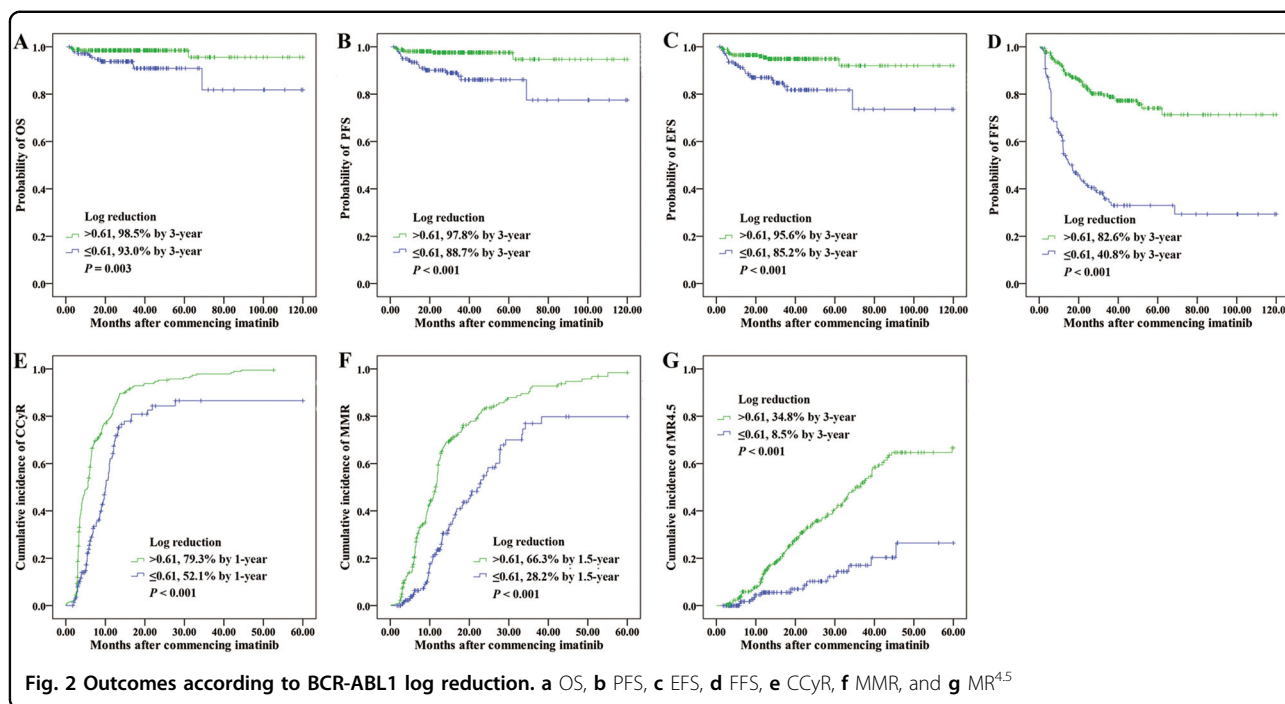 A
Probability of OS
1.0
0.8
0.6
0.4
0.2
0.0
Log reduction
>0.61, 98.5% by 3-year
≤0.61, 93.0% by 3-year
P = 0.003
0.00 20.00 40.00 60.00 80.00 100.00 120.00
Months after commencing imatinib
B
Probability of PFS
1.0
0.8
0.6
0.4
0.2
0.0
Log reduction
>0.61, 97.8% by 3-year
≤0.61, 88.7% by 3-year
P < 0.001
0.00 20.00 40.00 60.00 80.00 100.00 120.00
Months after commencing imatinib
C
Probability of EFS
1.0
0.8
0.6
0.4
0.2
0.0
Log reduction
>0.61, 95.6% by 3-year
≤0.61, 85.2% by 3-year
P < 0.001
0.00 20.00 40.00 60.00 80.00 100.00 120.00
Months after commencing imatinib
D
Probability of FFS
1.0
0.8
0.6
0.4
0.2
0.0
Log reduction
>0.61, 82.6% by 3-year
≤0.61, 40.8% by 3-year
P < 0.001
0.00 20.00 40.00 60.00 80.00 100.00 120.0
Months after commencing imatinib
E
Cumulative incidence of CCyR
1.0
0.8
0.6
0.4
0.2
0.0
Log reduction
>0.61, 79.3% by 1-year
≤0.61, 52.1% by 1-year
P < 0.001
0.00 10.00 20.00 30.00 40.00 50.00 60.00
Months after commencing imatinib
F
Cumulative incidence of MMR
1.0
0.8
0.6
0.4
0.2
0.0
Log reduction
>0.61, 66.3% by 1.5-year
≤0.61, 28.2% by 1.5-year
P < 0.001
0.00 10.00 20.00 30.00 40.00 50.00 60.00
Months after commencing imatinib
G
Cumulaive incidence of MR4.5
1.0
0.8
0.6
0.4
0.2
0.0
Log reduction
>0.61, 34.8% by 3-year
≤0.61, 8.5% by 3-year
P < 0.001
0.00 10.00 20.00 30.00 40.00 50.00 60.00
Months after commencing imatinib
Fig. 2 Outcomes according to BCR-ABL1 log reduction. a OS, b PFS, c EFS, d FFS, e CCyR, f MMR, and g MR4.5